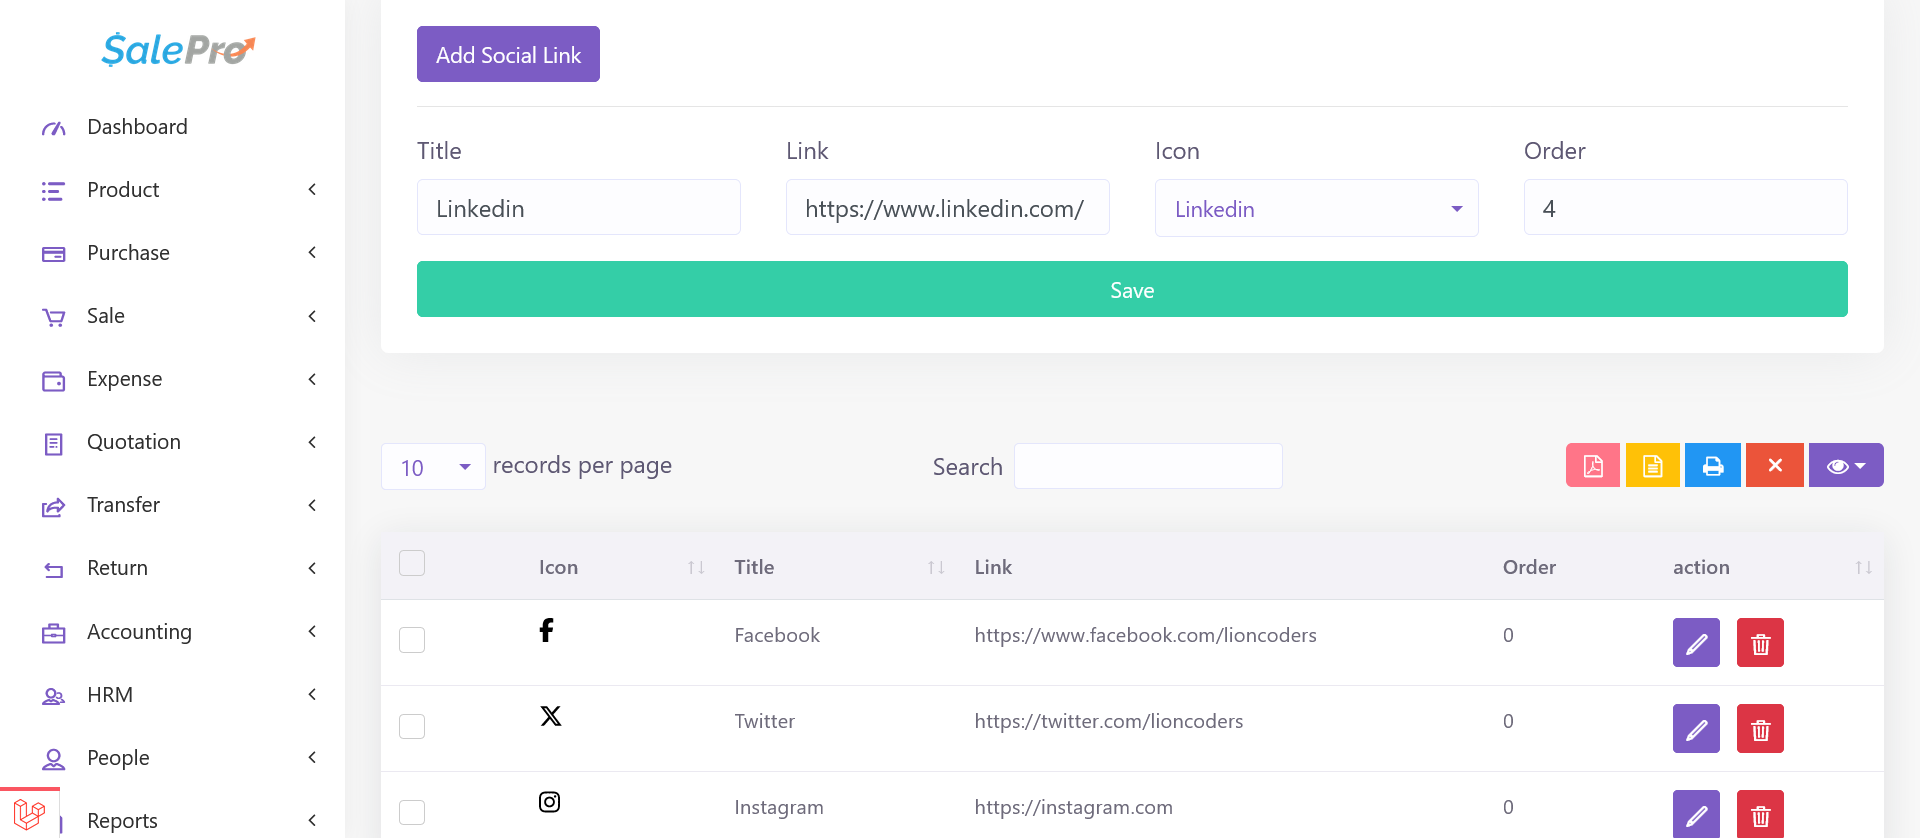 SalePro
Dashboard
Product
Purchase
Sale
Expense
Quotation
Transfer
Return
Accounting
HRM
People
Reports
Add Social Link
Title Link Icon Order
Linkedin https://www.linkedin.com/ Linkedin 4
Save
10 records per page Search
Icon Title Link Order action
Facebook https://www.facebook.com/lioncoders 0
Twitter https://twitter.com/lioncoders 0
Instagram https://instagram.com 0